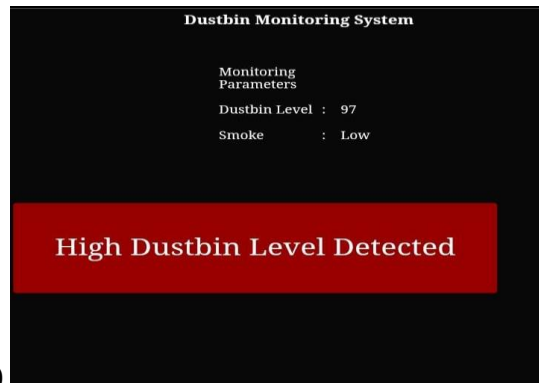 Dustbin Monitoring System
Monitoring
Parameters
Dustbin Level : 97
Smoke : Low
High Dustbin Level Detected
)